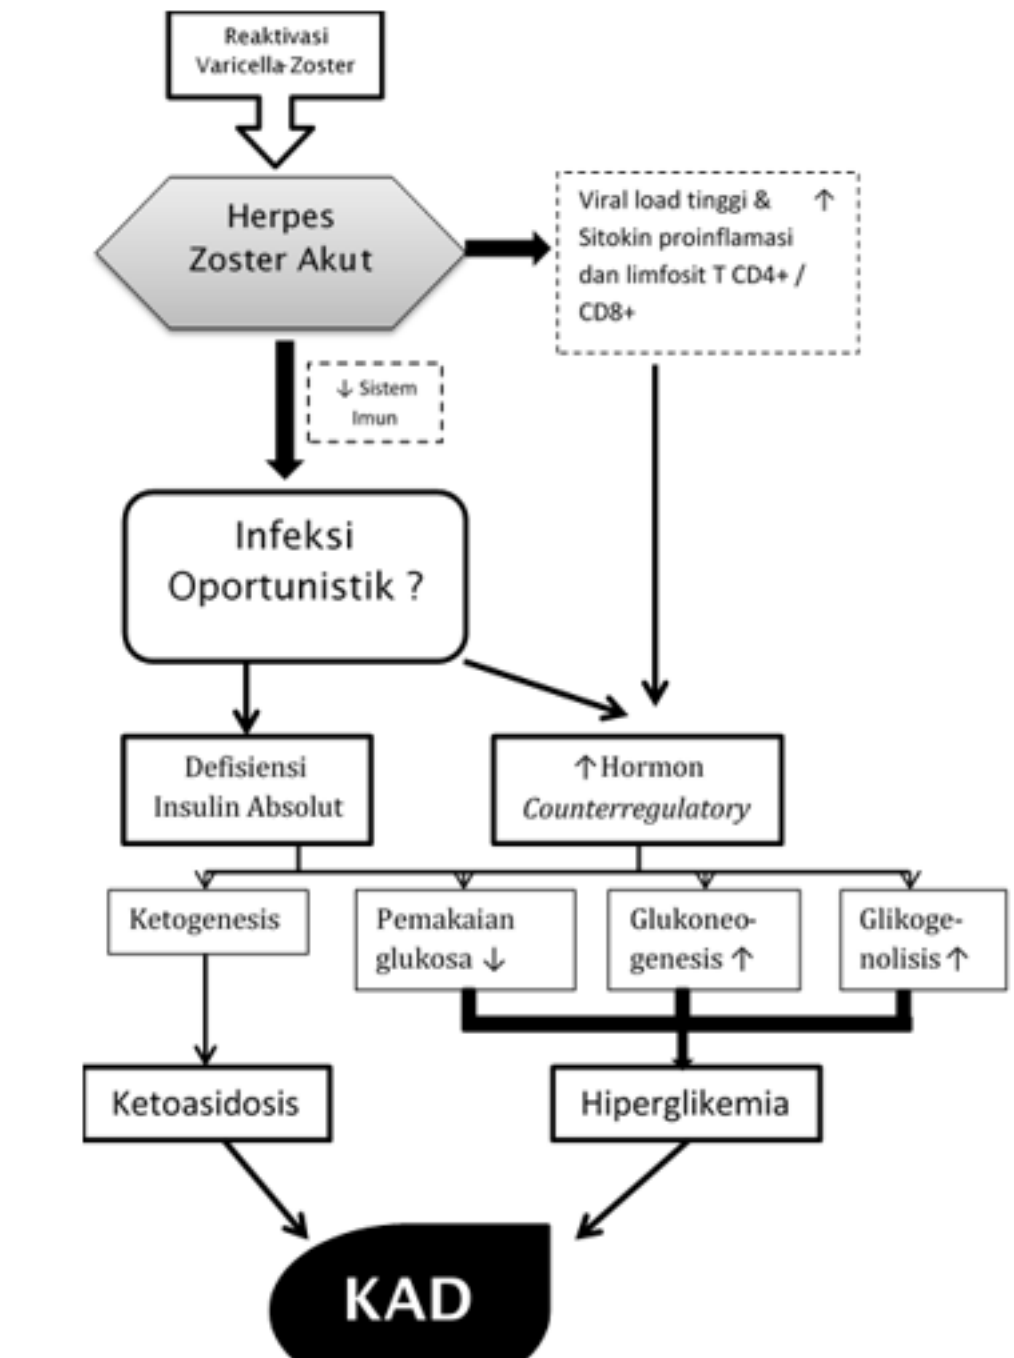 Reaktivasi
Varicella-Zoster
Herpes
Zoster Akut
Viral load tinggi & ↑
Sitokin proinflamasi
dan limfosit T CD4+ /
CD8+
↓ Sistem
Imun
Infeksi
Oportunistik ?
Defisiensi
Insulin Absolut
↑Hormon
Counterregulatory
Ketogenesis
Pemakaian
glukosa ↓
Glukoneo-
genesis ↑
Glikoge-
nolisis ↑
Ketoasidosis
Hiperglikemia
KAD